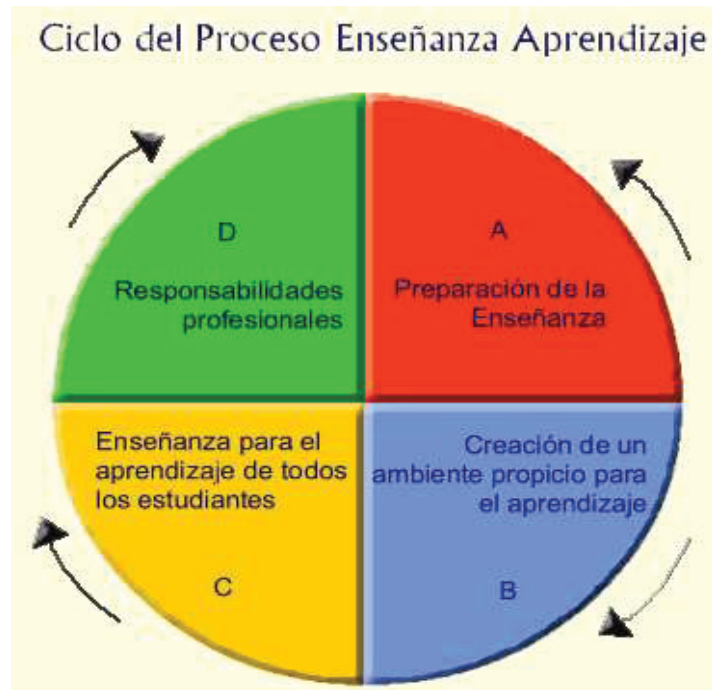 Ciclo del Proceso Enseñanza Aprendizaje
D
Responsabilidades
profesionales
A
Preparación de la
Enseñanza
Enseñanza para el
aprendizaje de todos
los estudiantes
C
Creación de un
ambiente propicio para
el aprendizaje
B